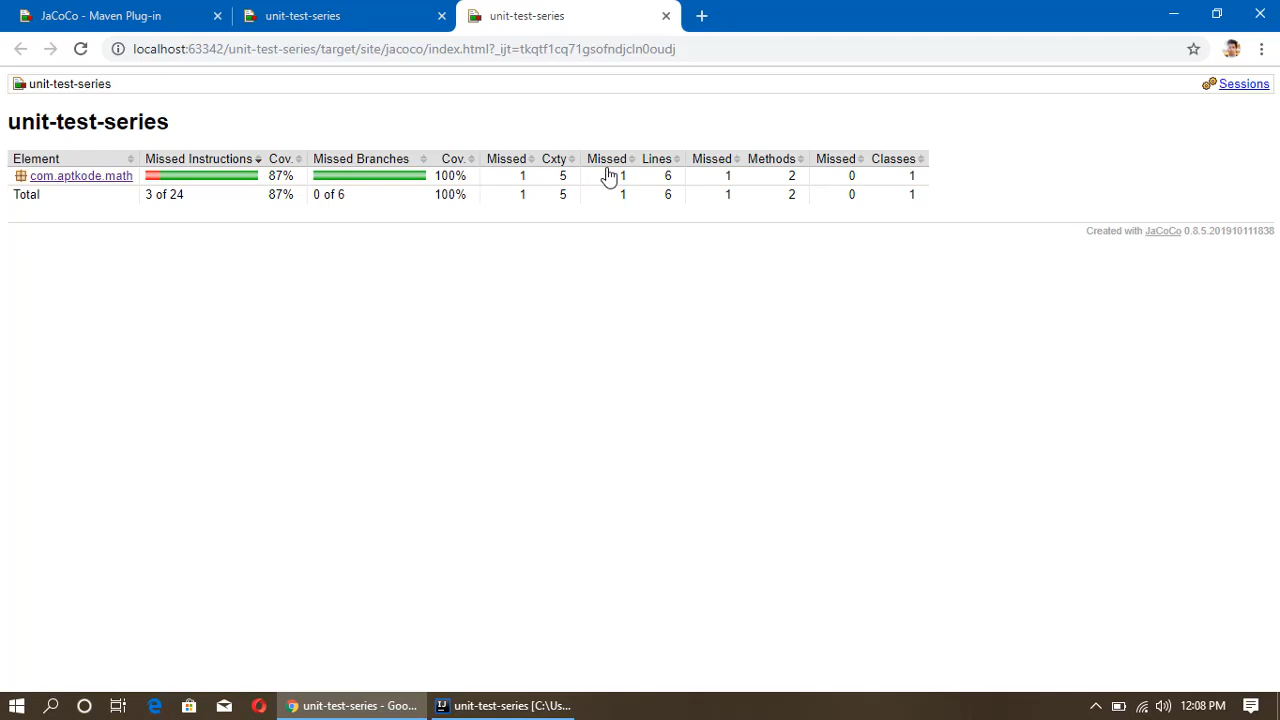 JaCoCo - Maven Plug-in
unit-test-series
unit-test-series
localhost:63342/unit-test-series/target/site/jacoco/index.html?_ijt=tkqtf1cq71gsofndjcln0oudj
unit-test-series
Sessions
unit-test-series
Element Missed Instructions Cov. Missed Branches Cov. Missed Cxty Missed Lines Missed Methods Missed Classes
com.aptkode.math 87% 100% 1 5 1 6 1 2 0 1
Total 3 of 24 87% 0 of 6 100% 1 5 1 6 1 2 0 1
Created with JaCoCo 0.8.5.201910111838
unit-test-series - Goo...
unit-test-series [C:\Us...
12:08 PM